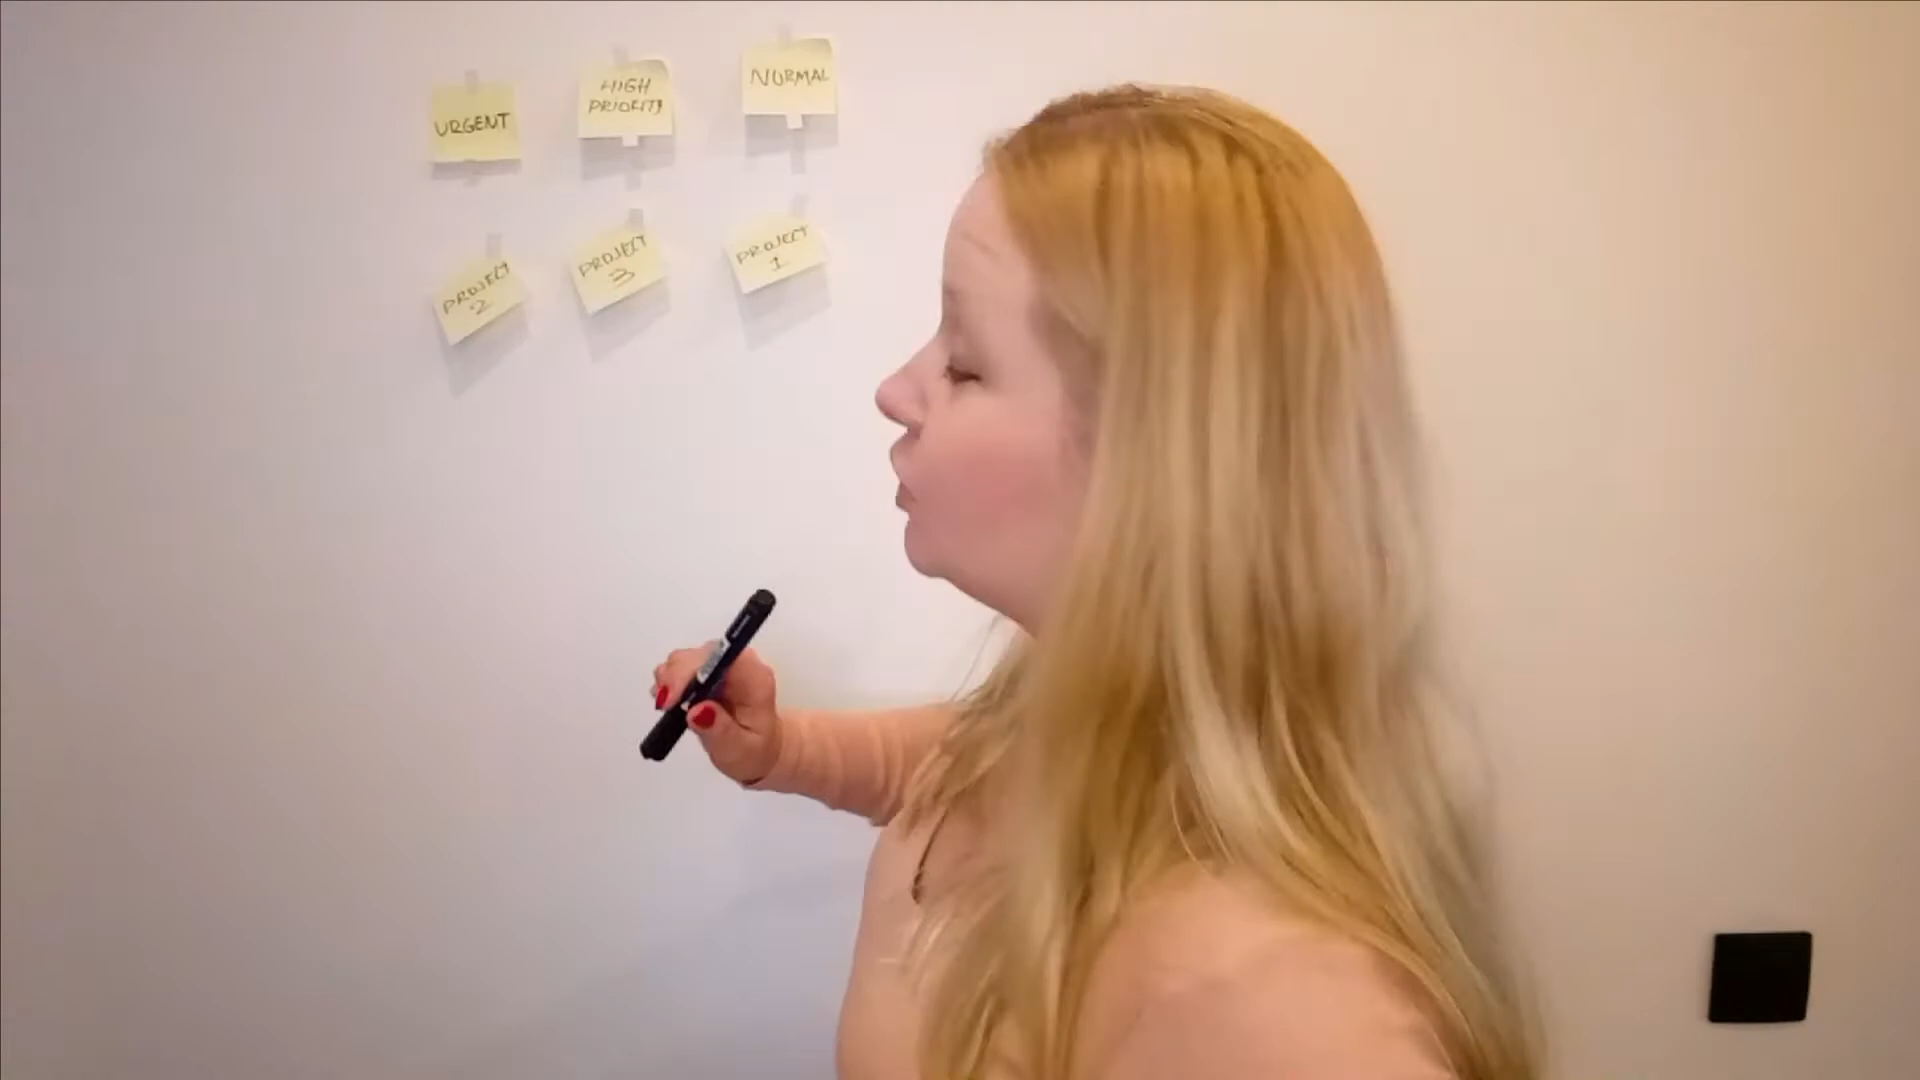 URGENT
HIGH
PRIORITY
NORMAL
PROJECT
2
PROJECT
3
PROJECT
1